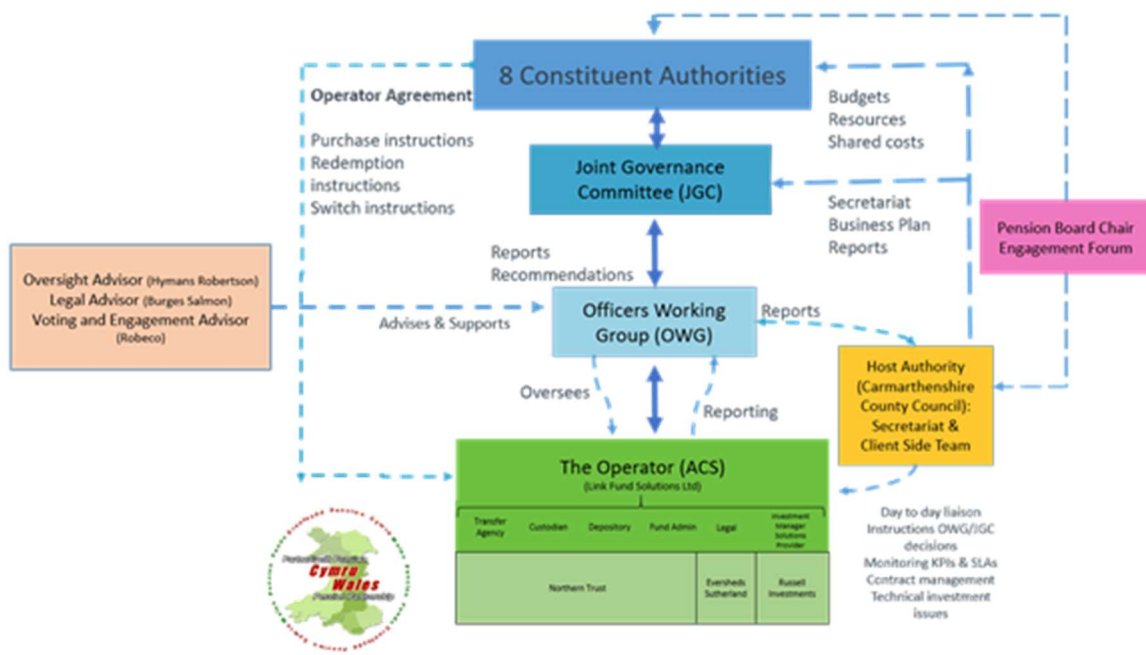 8 Constituent Authorities
Operator Agreement
Purchase instructions
Redemption
instructions
Switch instructions
Budgets
Resources
Shared costs
Joint Governance
Committee (JGC)
Secretariat
Business Plan
Reports
Pension Board Chair
Engagement Forum
Reports
Recommendations
Oversight Advisor (Hymans Robertson)
Legal Advisor (Burges Salmon)
Voting and Engagement Advisor
(Robeco)
Advises & Supports
Officers Working
Group (OWG)
Reports
Host Authority
(Carmarthenshire
County Council):
Secretariat &
Client Side Team
Oversees
Reporting
The Operator (ACS)
(Link Fund Solutions Ltd)
Transfer
Agency
Custodian
Depository
Fund Admin
Legal
Investment
Manager
Solutions
Provider
Northern Trust
Eversheds
Sutherland
Russell
Investments
Day to day liaison
Instructions OWG/JGC
decisions
Monitoring KPIs & SLAs
Contract management
Technical investment
issues
Cymru
Wales